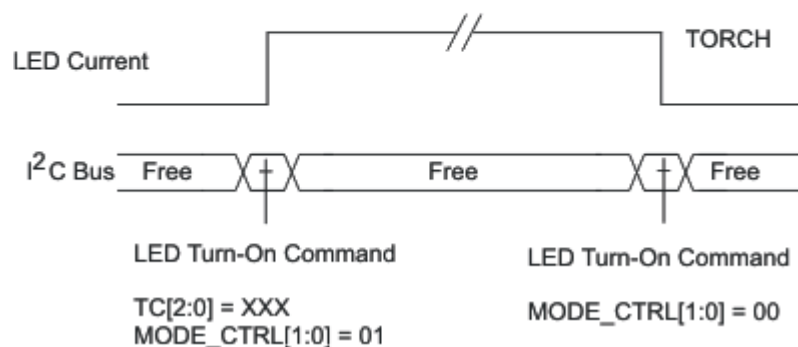 TORCH
LED Current
I²C Bus Free Free Free
LED Turn-On Command LED Turn-On Command
TC[2:0] = XXX MODE_CTRL[1:0] = 00
MODE_CTRL[1:0] = 01